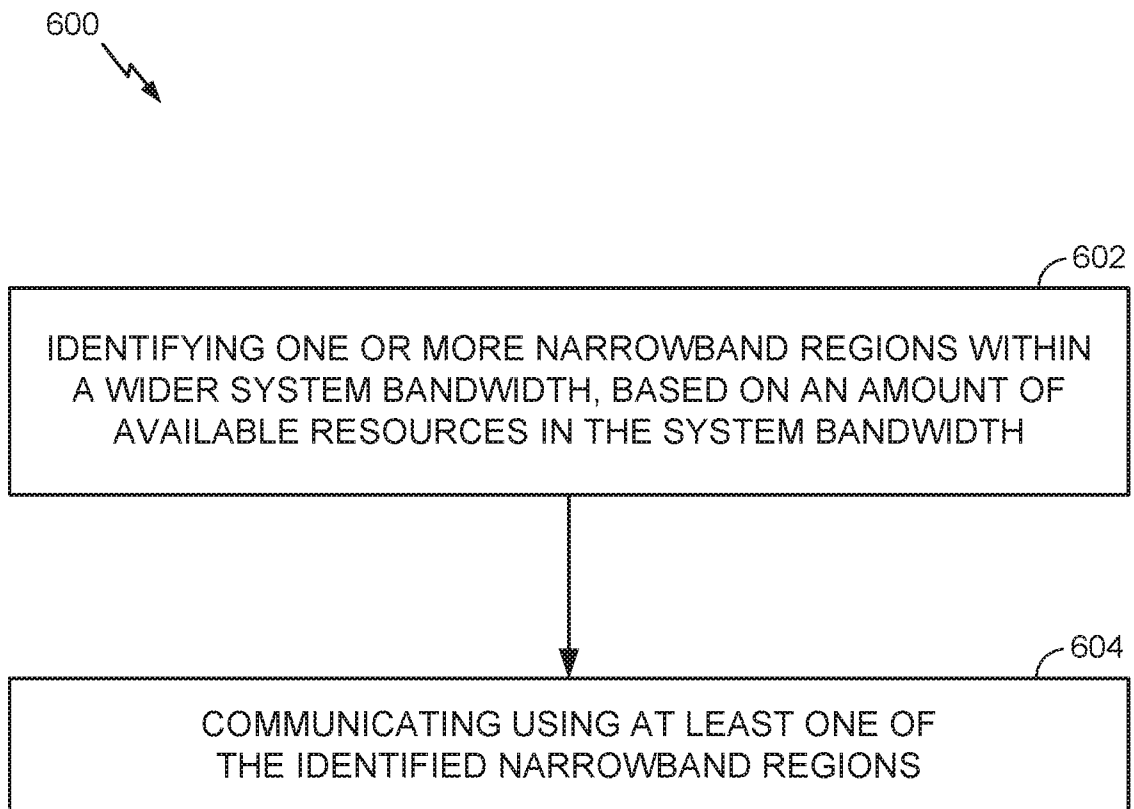 600
602
IDENTIFYING ONE OR MORE NARROWBAND REGIONS WITHIN
A WIDER SYSTEM BANDWIDTH, BASED ON AN AMOUNT OF
AVAILABLE RESOURCES IN THE SYSTEM BANDWIDTH
604
COMMUNICATING USING AT LEAST ONE OF
THE IDENTIFIED NARROWBAND REGIONS